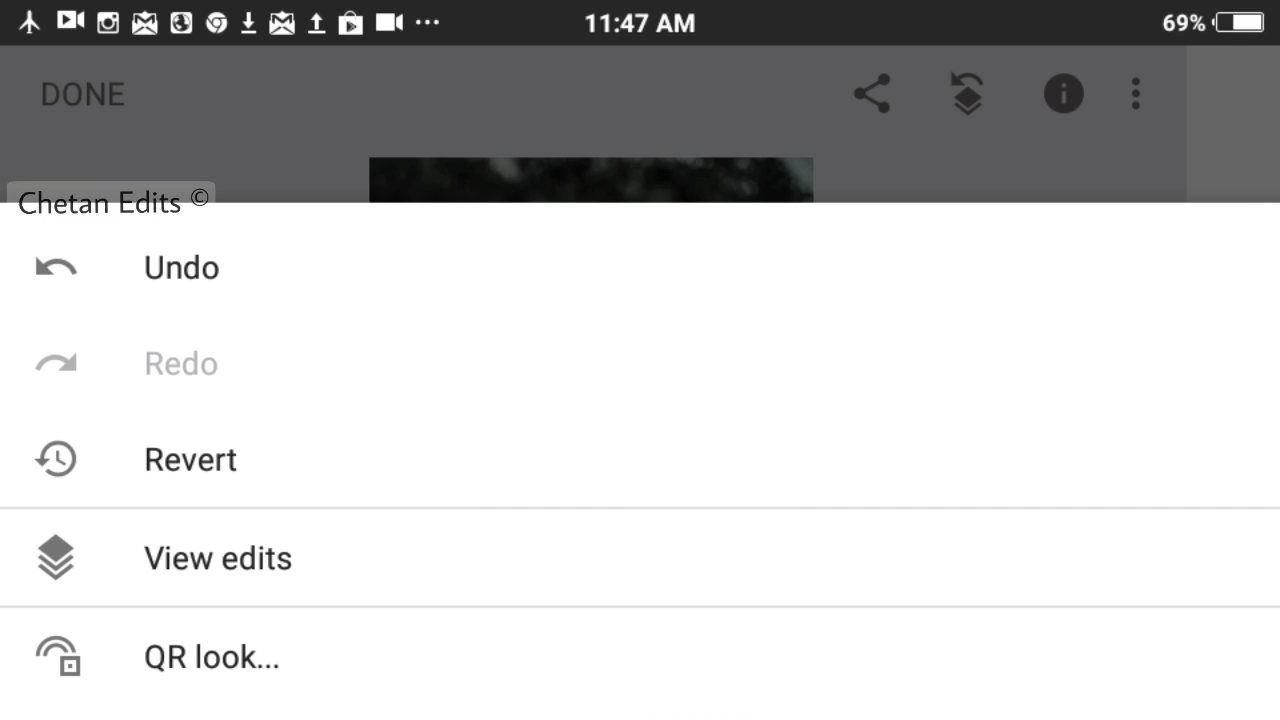 11:47 AM 69%
DONE
Chetan Edits ©
Undo
Redo
Revert
View edits
QR look...